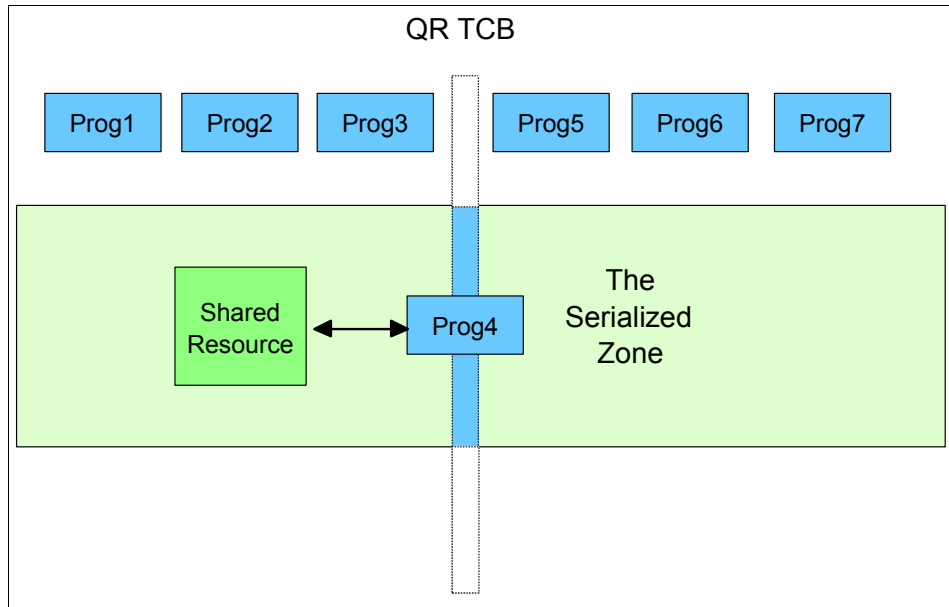 QR TCB
Prog1
Prog2
Prog3
Prog5
Prog6
Prog7
Shared
Resource
Prog4
The
Serialized
Zone